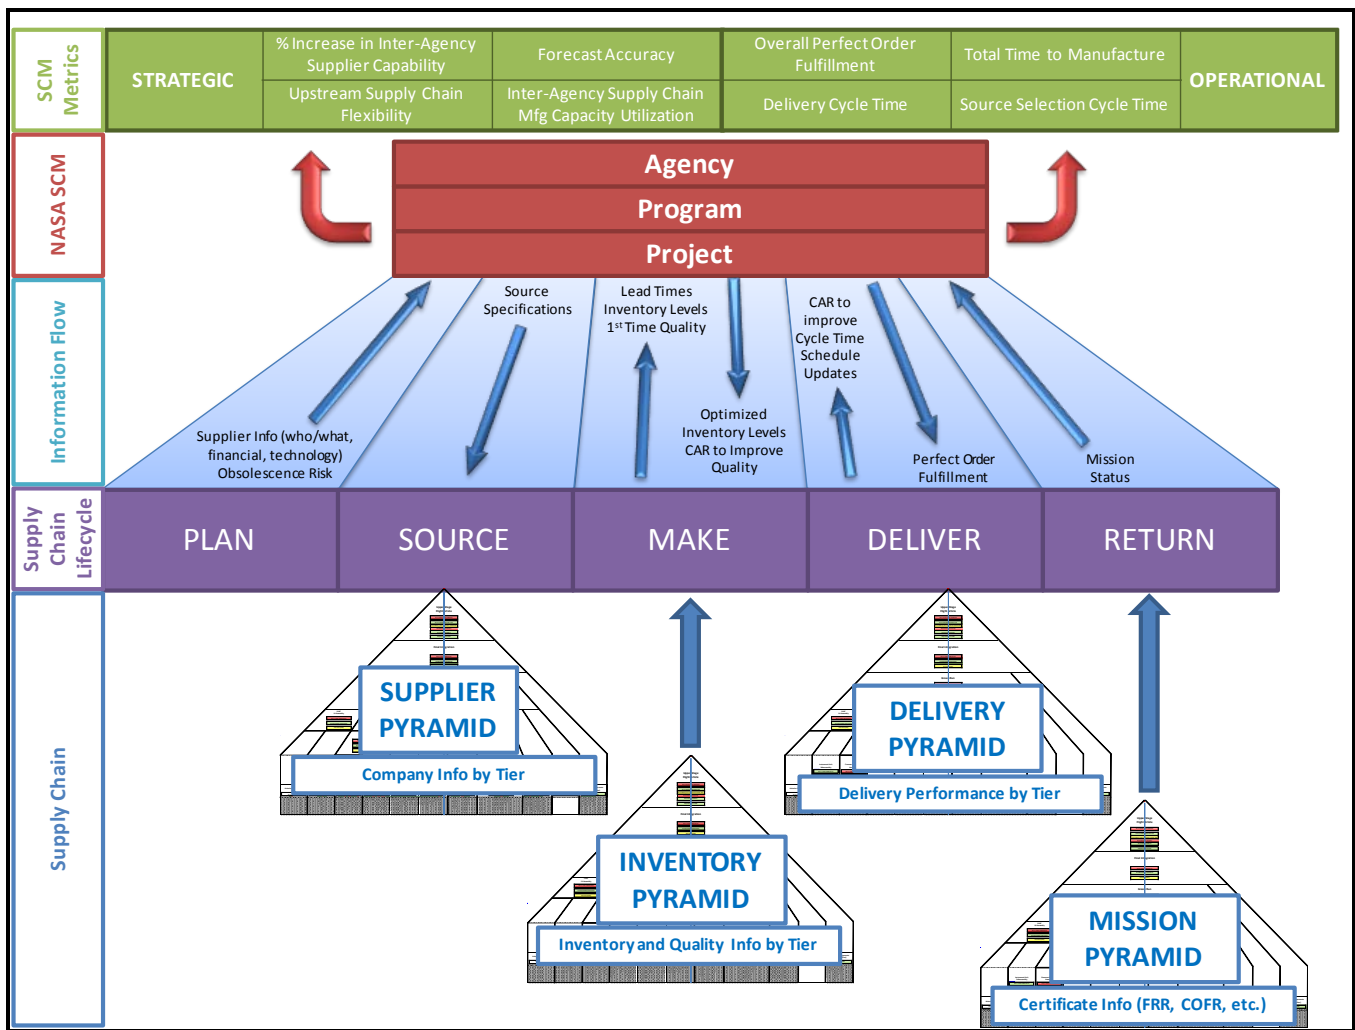 SCM
Metrics
STRATEGIC
% Increase in Inter-Agency
Supplier Capability
Forecast Accuracy
Overall Perfect Order
Fulfillment
Total Time to Manufacture
OPERATIONAL
Upstream Supply Chain
Flexibility
Inter-Agency Supply Chain
Mfg Capacity Utilization
Delivery Cycle Time
Source Selection Cycle Time
NASA SCM
Agency
Program
Project
Information Flow
Supplier Info (who/what,
financial, technology)
Obsolescence Risk
Source
Specifications
Lead Times
Inventory Levels
1st Time Quality
Optimized
Inventory Levels
CAR to Improve
Quality
CAR to
improve
Cycle Time
Schedule
Updates
Perfect Order
Fulfillment
Mission
Status
Supply
Chain
Lifecycle
PLAN
SOURCE
MAKE
DELIVER
RETURN
Supply Chain
SUPPLIER
PYRAMID
Company Info by Tier
INVENTORY
PYRAMID
Inventory and Quality Info by Tier
DELIVERY
PYRAMID
Delivery Performance by Tier
MISSION
PYRAMID
Certificate Info (FRR, COFR, etc.)